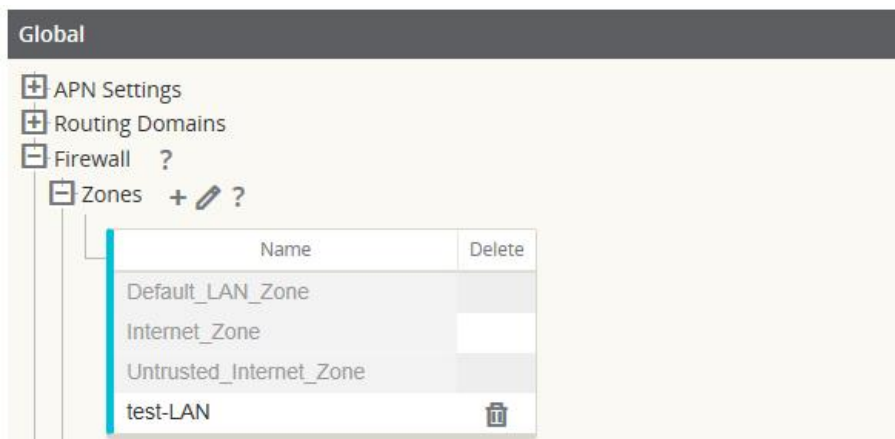 Global
APN Settings
Routing Domains
Firewall ?
Zones + ?
Name Delete
Default_LAN_Zone
Internet_Zone
Untrusted_Internet_Zone
test-LAN